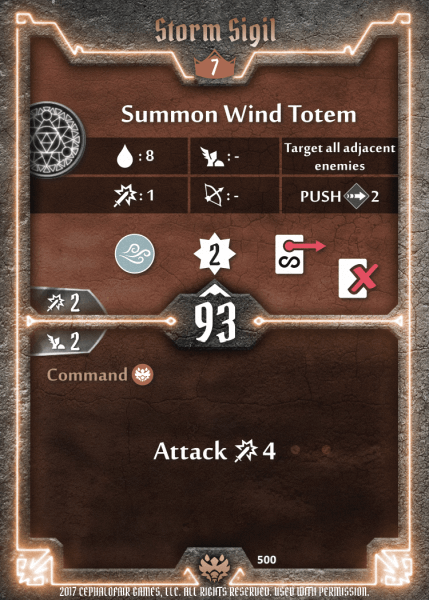 Storm Sigil
7
Summon Wind Totem
: 8
: -
Target all adjacent
enemies
: 1
: -
PUSH 2
2
S
2
93
2
Command
Attack 4
500
2017 CEPHALOFAIR GAMES, LLC. ALL RIGHTS RESERVED. USED WITH PERMISSION.